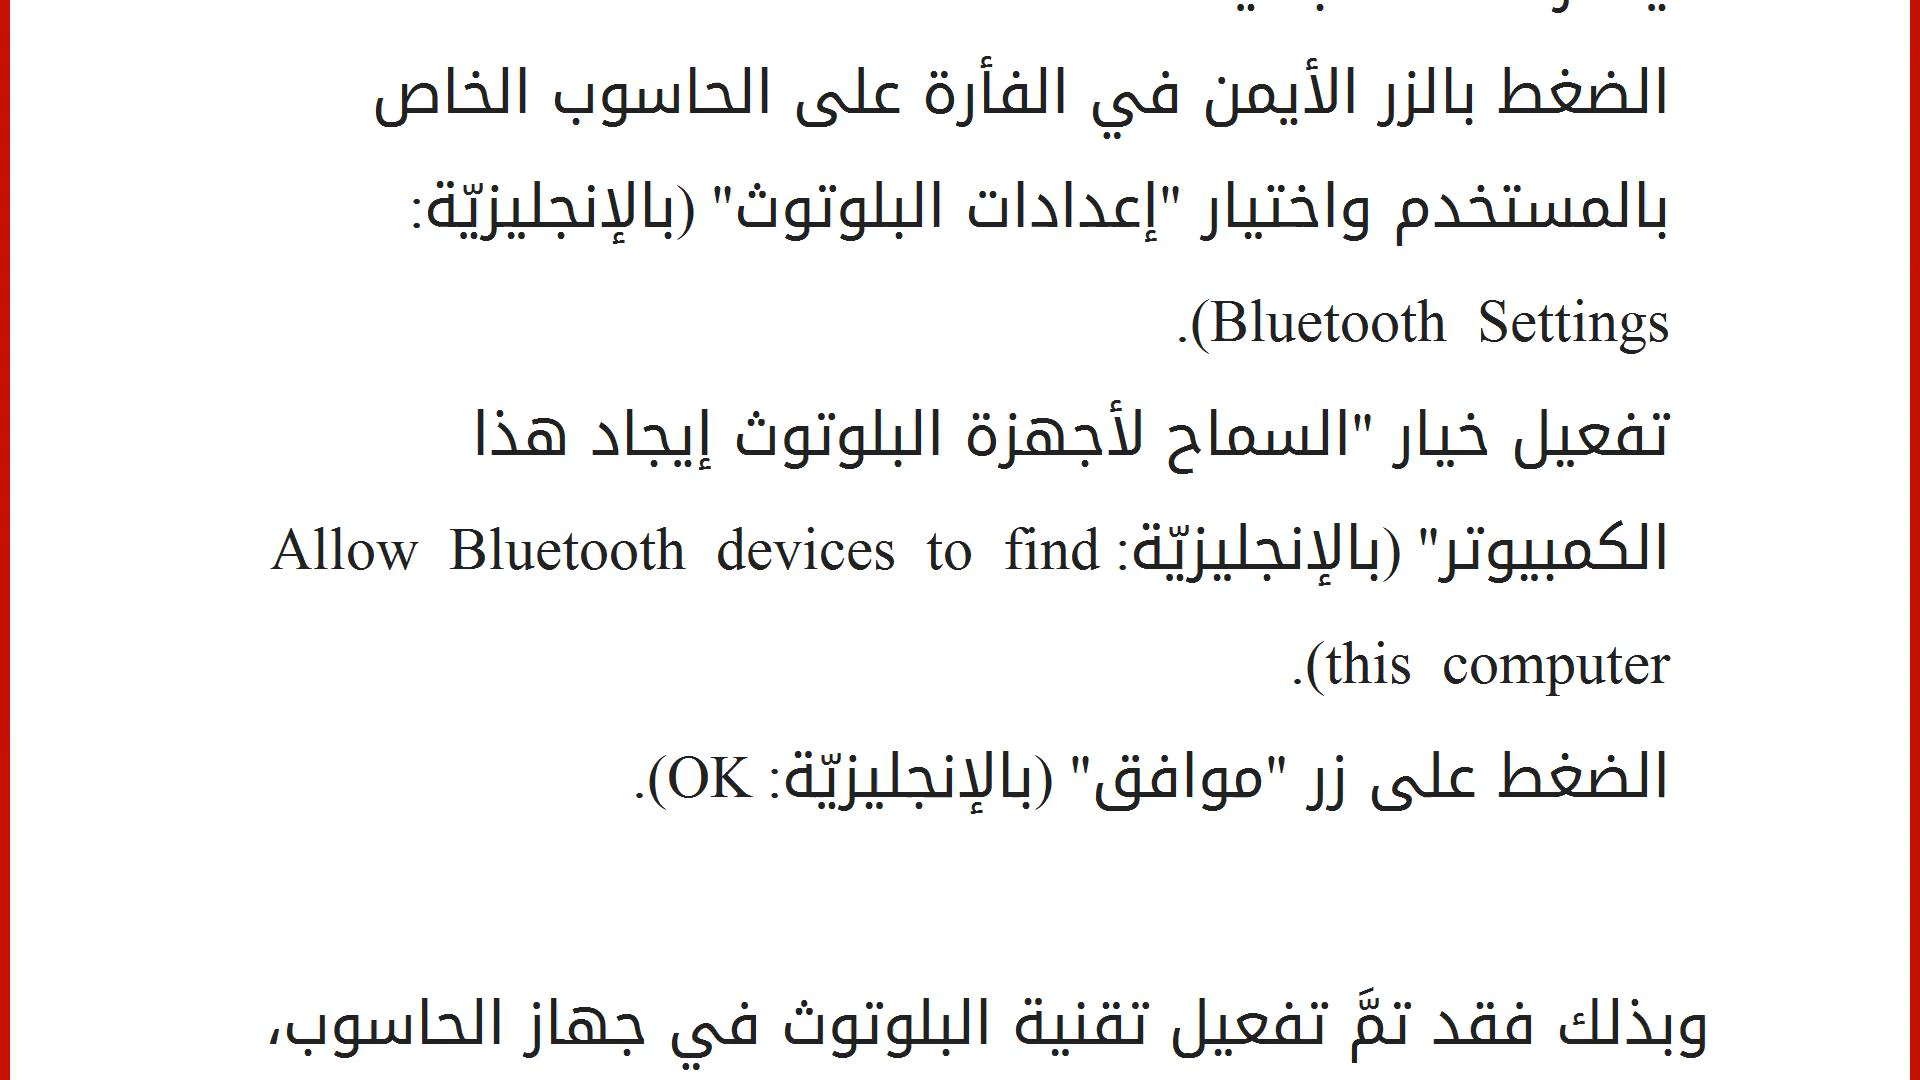 الضغط بالزر الأيمن في الفأرة على الحاسوب الخاص
بالمستخدم واختيار "إعدادات البلوتوث" (بالإنجليزيّة:
Bluetooth Settings).
تفعيل خيار "السماح لأجهزة البلوتوث إيجاد هذا
الكمبيوتر" (بالإنجليزيّة: Allow Bluetooth devices to find
this computer).
الضغط على زر "موافق" (بالإنجليزيّة: OK).
وبذلك فقد تمَّ تفعيل تقنية البلوتوث في جهاز الحاسوب،